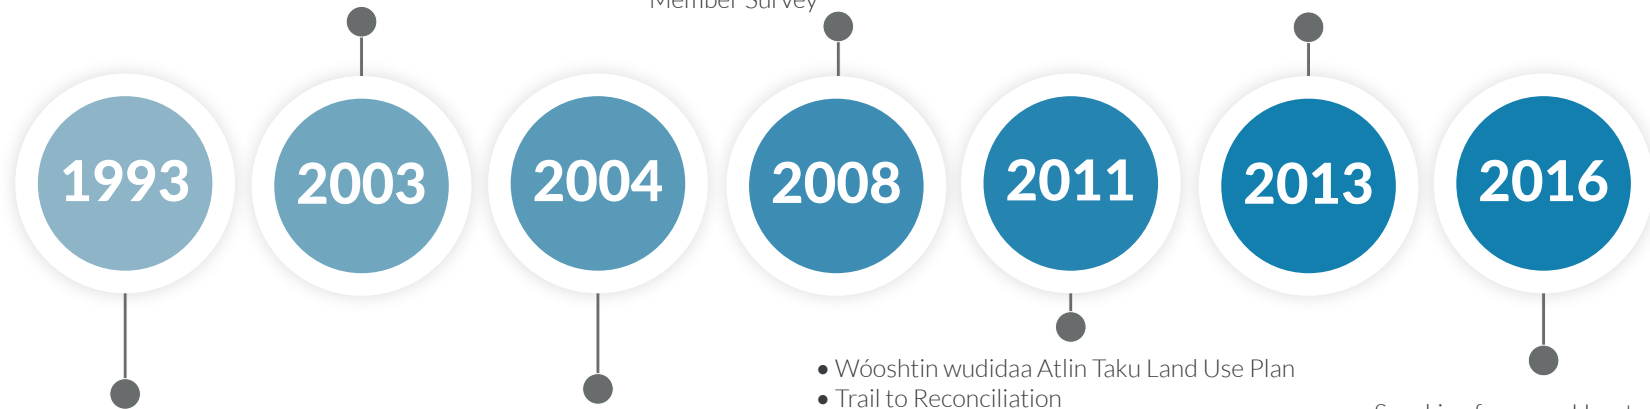 Member Survey
1993
2003
2004
2008
2011
2013
2016
• Wóoshtin wudidaa Atlin Taku Land Use Plan
• Trail to Reconciliation